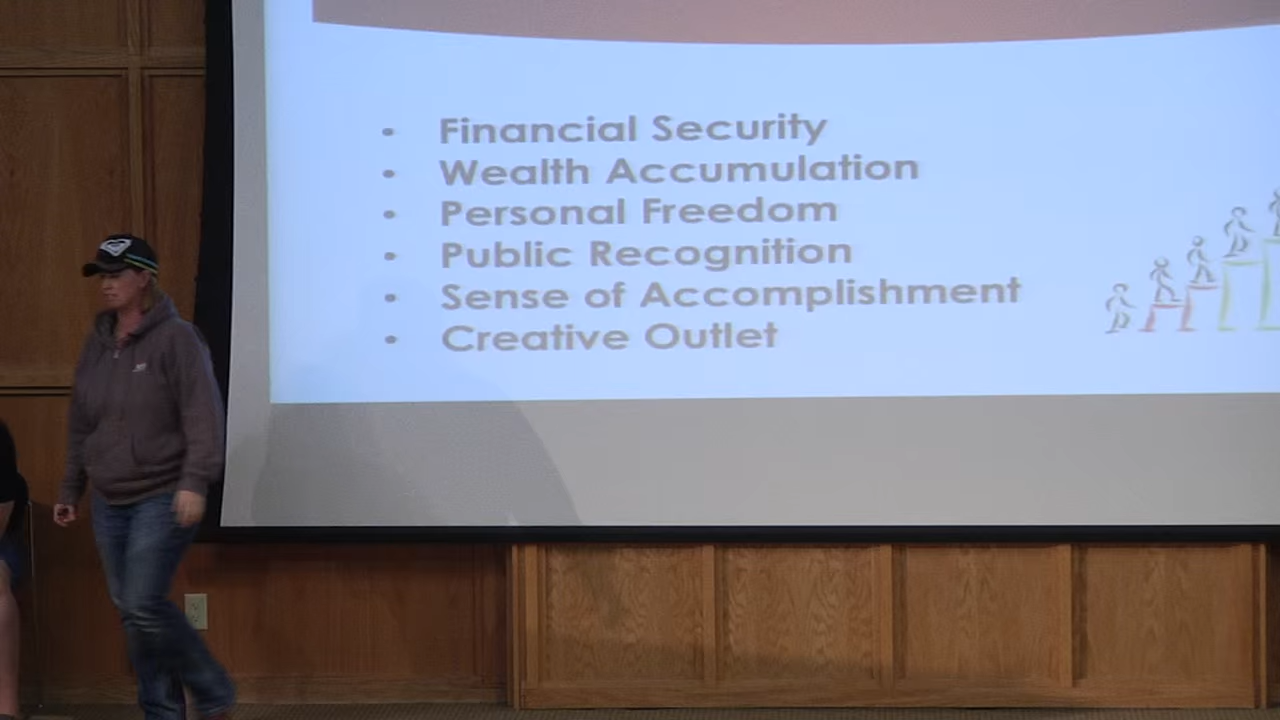 • Financial Security
• Wealth Accumulation
• Personal Freedom
• Public Recognition
• Sense of Accomplishment
• Creative Outlet